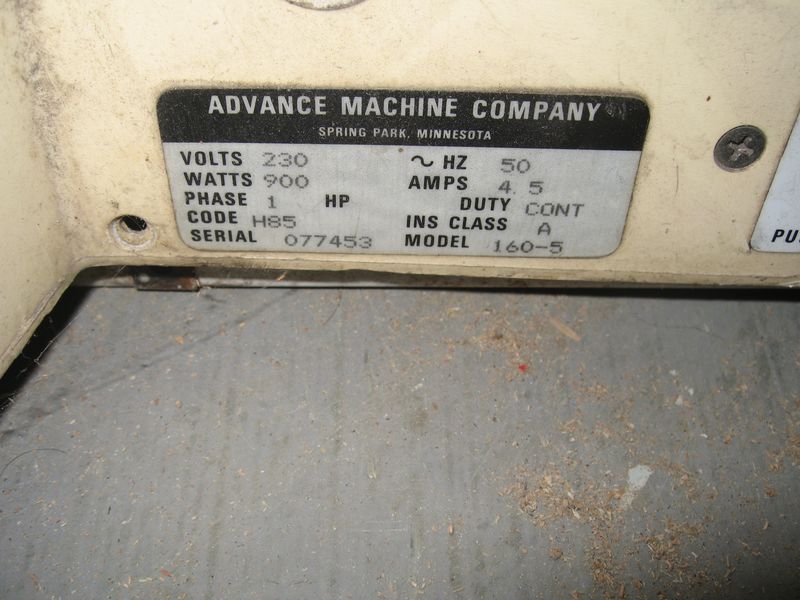 ADVANCE MACHINE COMPANY
SPRING PARK, MINNESOTA
VOLTS 230 ~ HZ 50
WATTS 900 AMPS 4.5
PHASE 1 HP DUTY CONT
CODE H85 INS CLASS A
SERIAL 077453 MODEL 160-5
PU